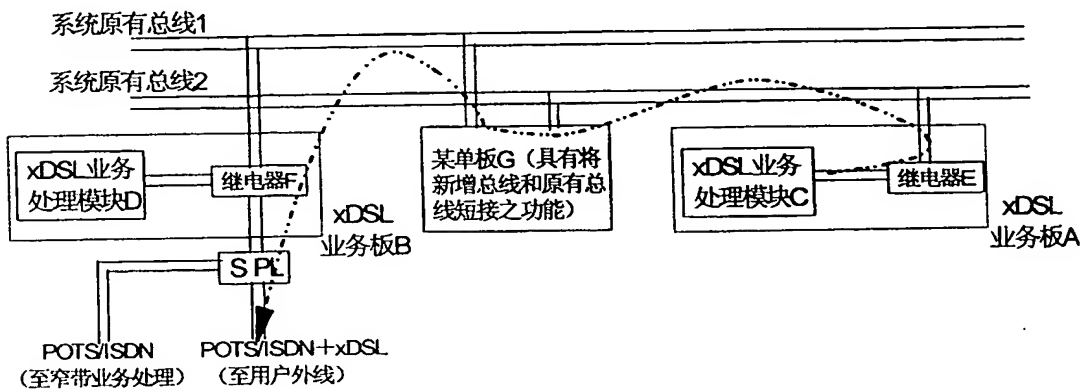 系统原有总线1
系统原有总线2
xDSL业务
处理模块D
继电器F
xDSL
业务板B
某单板G（具有将
新增总线和原有总
线短接之功能）
xDSL业务
处理模块C
继电器E
xDSL
业务板A
SPL
POTS/ISDN
（至窄带业务处理）
POTS/ISDN＋xDSL
（至用户外线）